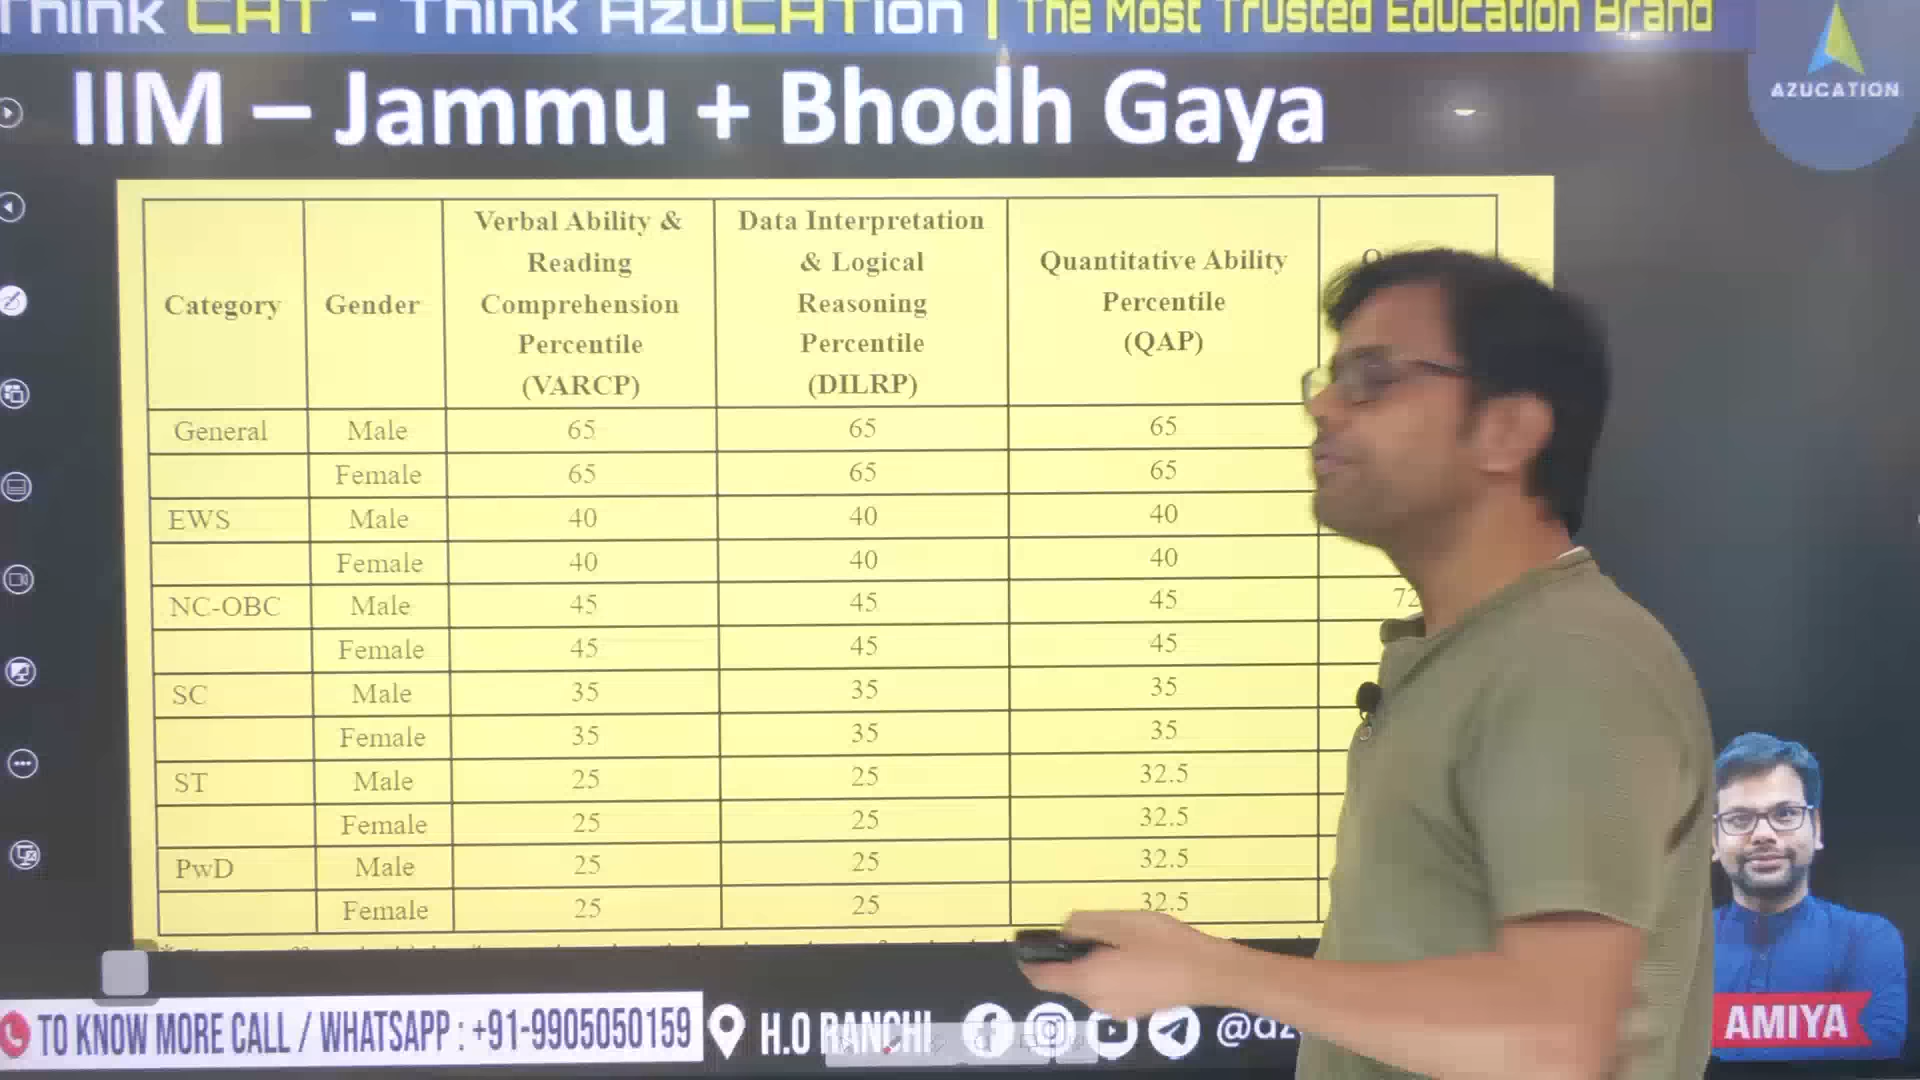 Think CAT - Think AzuCATion | The Most Trusted Education Brand
AZUCATION
IIM – Jammu + Bhodh Gaya
Category Gender Verbal Ability & Reading Comprehension Percentile (VARCP) Data Interpretation & Logical Reasoning Percentile (DILRP) Quantitative Ability Percentile (QAP)
General Male 65 65 65
Female 65 65 65
EWS Male 40 40 40
Female 40 40 40
NC-OBC Male 45 45 45 72
Female 45 45 45
SC Male 35 35 35
Female 35 35 35
ST Male 25 25 32.5
Female 25 25 32.5
PwD Male 25 25 32.5
Female 25 25 32.5
TO KNOW MORE CALL / WHATSAPP : +91-9905050159 H.O RANCHI
AMIYA